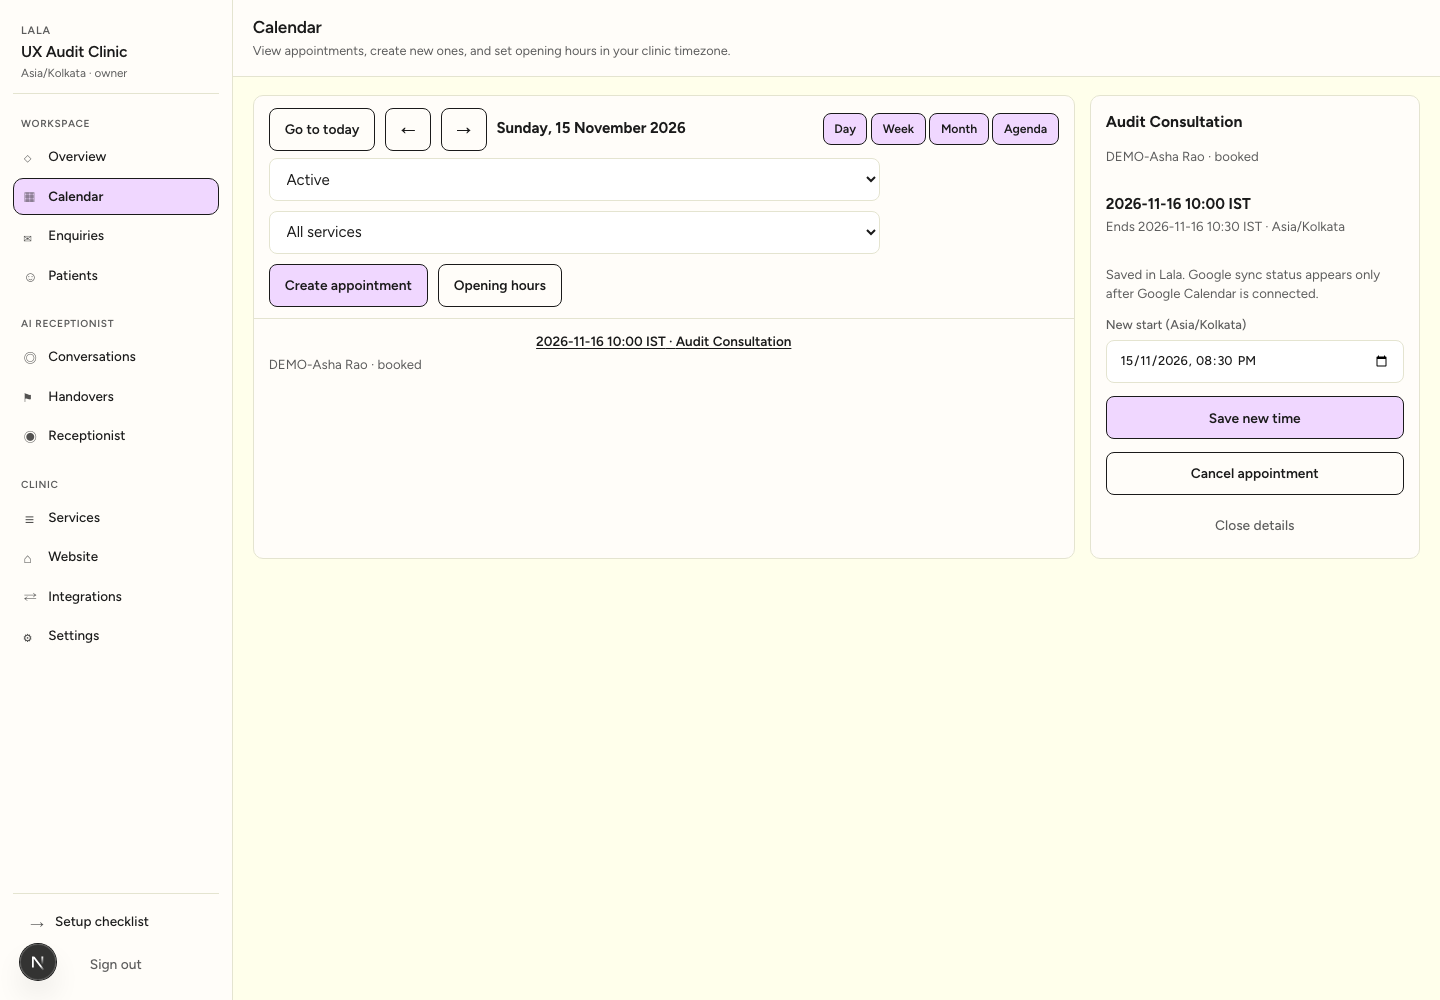 LALA
UX Audit Clinic
Asia/Kolkata · owner
WORKSPACE
Overview
Calendar
Enquiries
Patients
AI RECEPTIONIST
Conversations
Handovers
Receptionist
CLINIC
Services
Website
Integrations
Settings
→ Setup checklist
N
Sign out
Calendar
View appointments, create new ones, and set opening hours in your clinic timezone.
Go to today ← → Sunday, 15 November 2026 Day Week Month Agenda
Active
All services
Create appointment Opening hours
2026-11-16 10:00 IST · Audit Consultation
DEMO-Asha Rao · booked
Audit Consultation
DEMO-Asha Rao · booked
2026-11-16 10:00 IST
Ends 2026-11-16 10:30 IST · Asia/Kolkata
Saved in Lala. Google sync status appears only
after Google Calendar is connected.
New start (Asia/Kolkata)
15/11/2026, 08:30 PM
Save new time
Cancel appointment
Close details